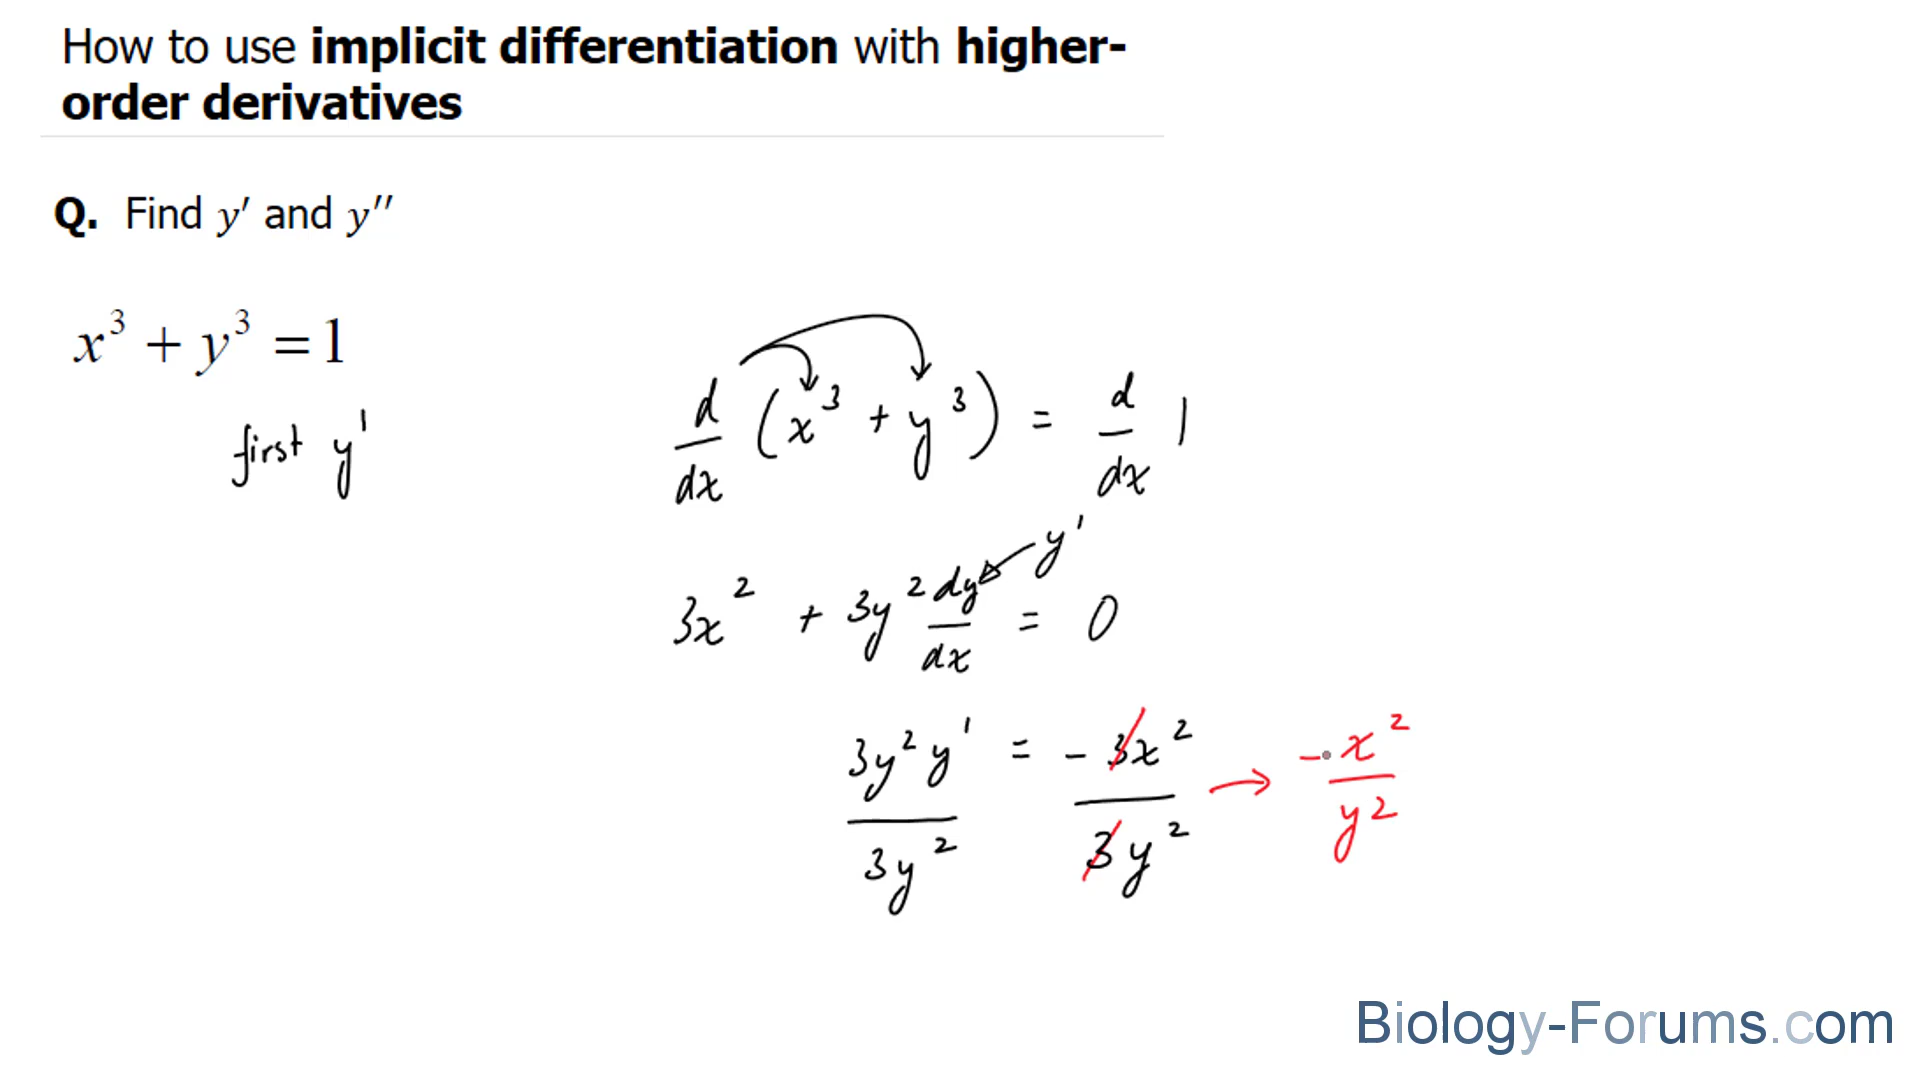 How to use implicit differentiation with higher-
order derivatives
Q. Find y′ and y″
x³ + y³ = 1
first y'
d/dx (x³ + y³) = d/dx 1
y'
3x² + 3y² dy/dx = 0
3y² y' / 3y² = - 3x² / 3y² → - x² / y²
Biology-Forums.com